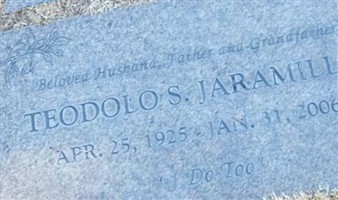 Beloved Husband, Father and Grandfather
TEODOLO S. JARAMILL
APR. 25, 1925 - JAN. 31, 2006
I Do Too